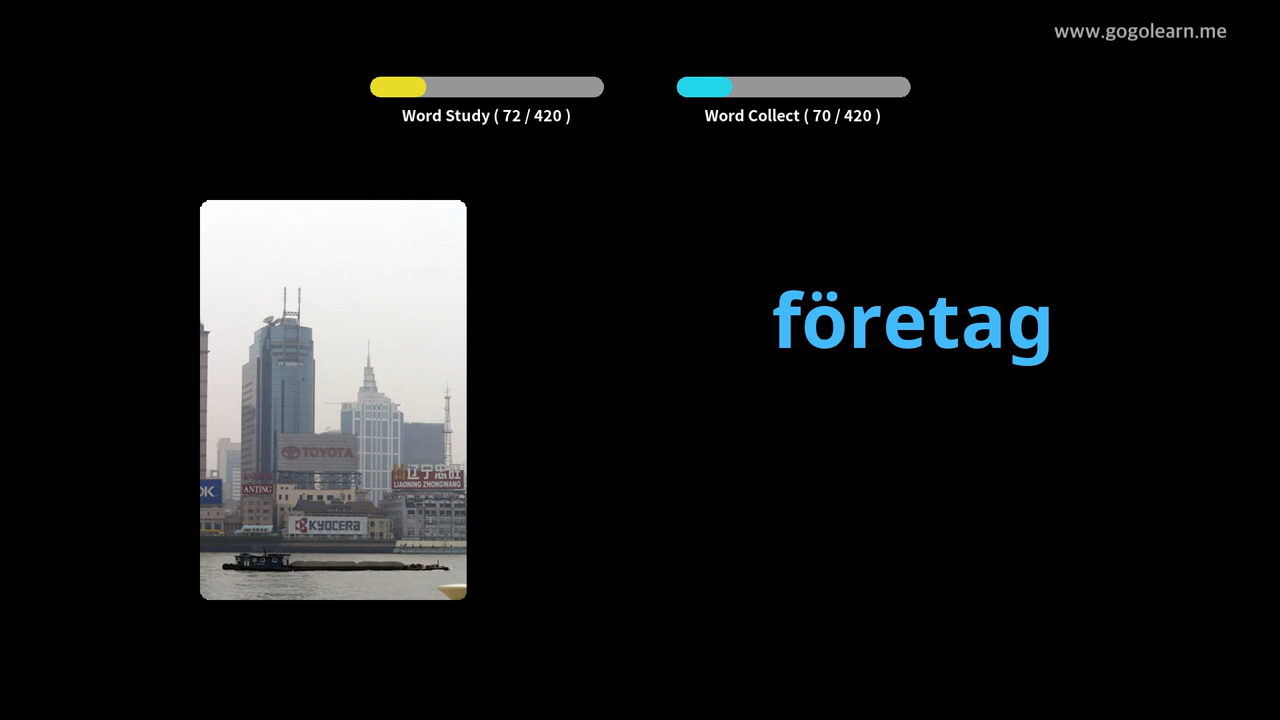 www.gogolearn.me
Word Study ( 72 / 420 )
Word Collect ( 70 / 420 )
företag
TOYOTA
辽宁忠旺
LIAONING ZHONGWANG
OK
ANTING
KYOCERA